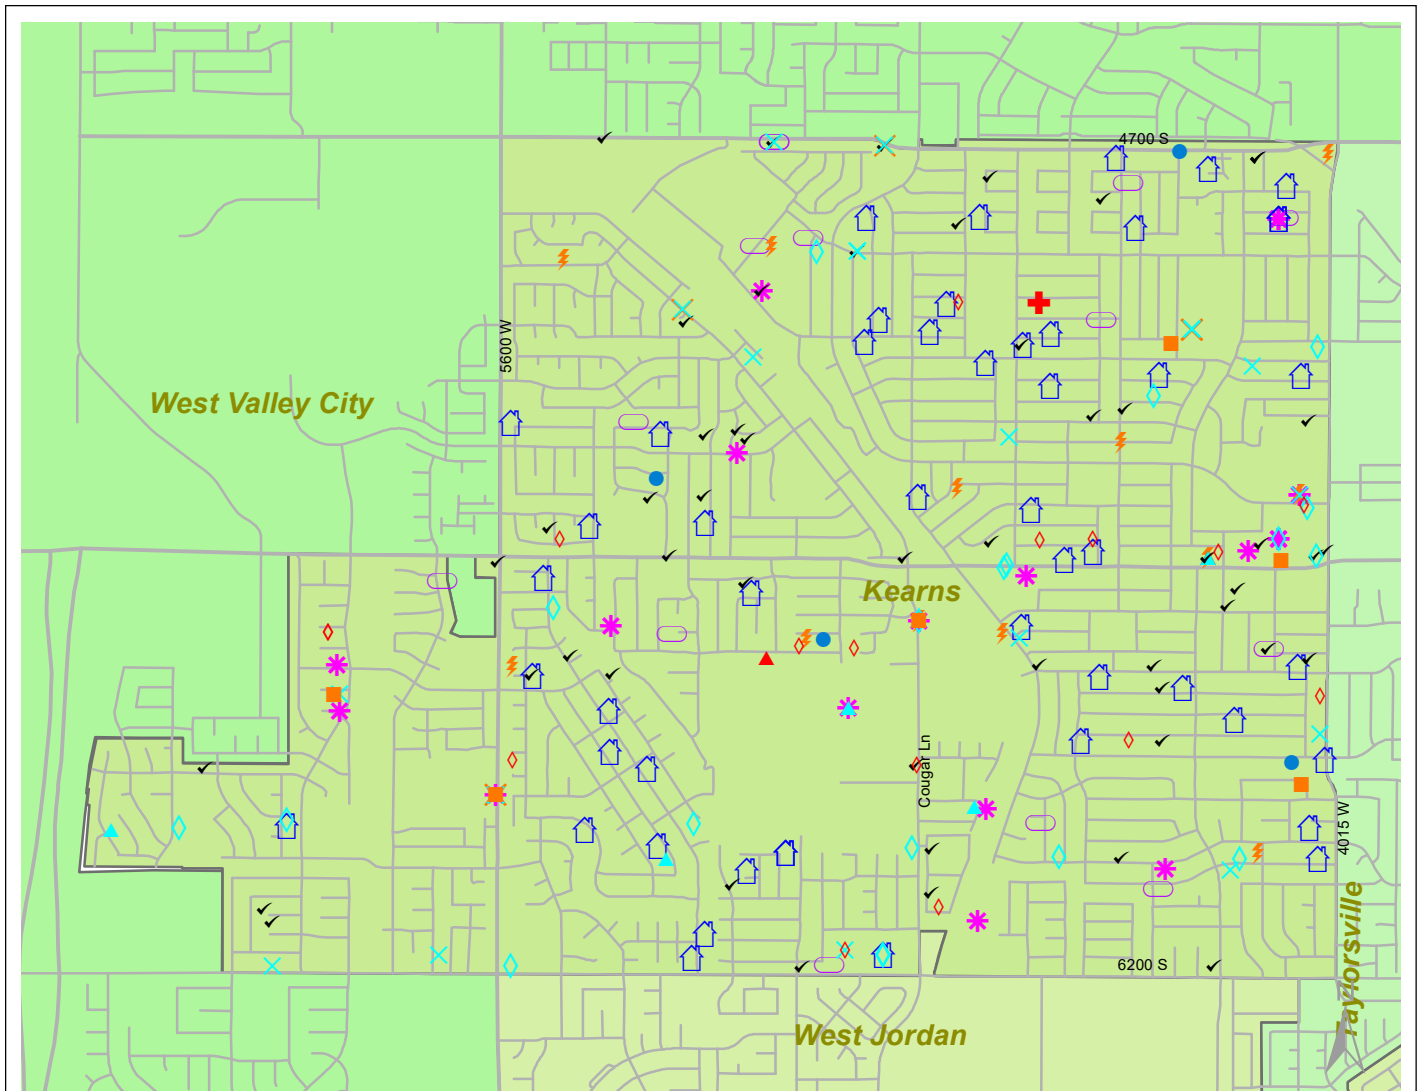 4700 S
5600 W
West Valley City
Kearns
Cougar Ln
4015 W
Taylorsville
6200 S
West Jordan